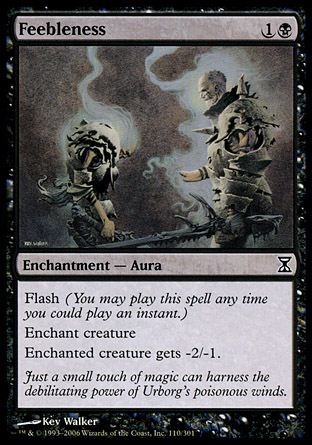 Feebleness 1
KEV WALKER
Enchantment — Aura
Flash (You may play this spell any time
you could play an instant.)
Enchant creature
Enchanted creature gets -2/-1.
Just a small touch of magic can harness the
debilitating power of Urborg's poisonous winds.
Kev Walker
™ & © 1993–2006 Wizards of the Coast, Inc. 110/301